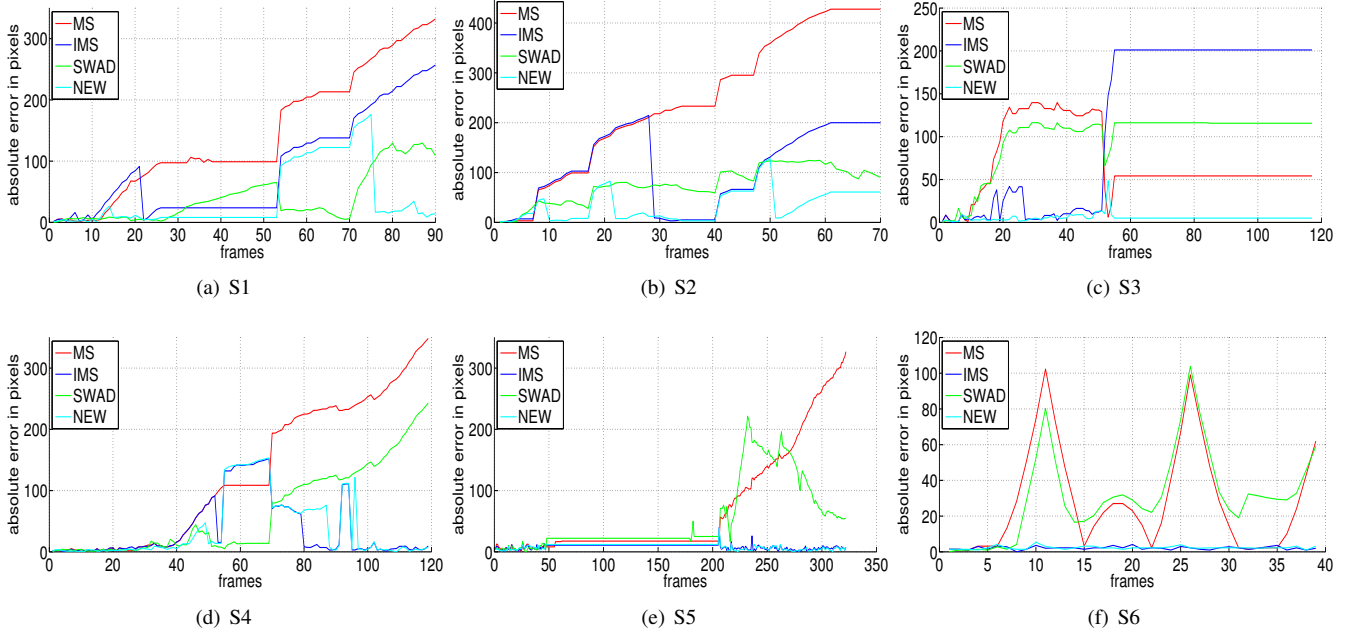 absolute error in pixels
300
200
100
0
MS
IMS
SWAD
NEW
0 10 20 30 40 50 60 70 80 90
frames
(a) S1
absolute error in pixels
400
300
200
100
0
MS
IMS
SWAD
NEW
0 10 20 30 40 50 60 70
frames
(b) S2
absolute error in pixels
250
200
150
100
50
0
MS
IMS
SWAD
NEW
0 20 40 60 80 100 120
frames
(c) S3
absolute error in pixels
300
200
100
0
MS
IMS
SWAD
NEW
0 20 40 60 80 100 120
frames
(d) S4
absolute error in pixels
300
200
100
0
MS
IMS
SWAD
NEW
0 50 100 150 200 250 300 350
frames
(e) S5
absolute error in pixels
120
100
80
60
40
20
0
MS
IMS
SWAD
NEW
0 5 10 15 20 25 30 35 40
frames
(f) S6